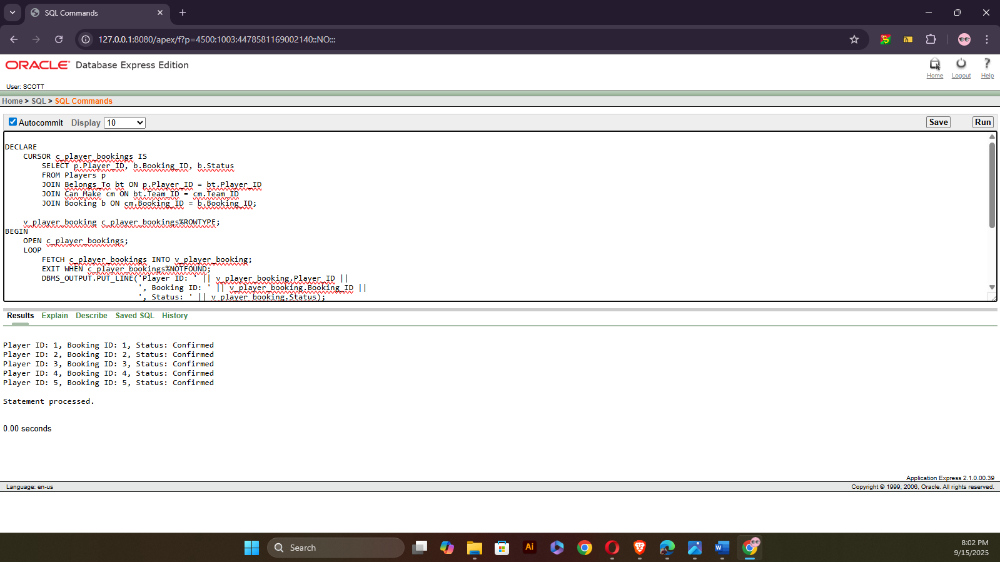 SQL Commands
127.0.0.1:8080/apex/f?p=4500:1003:4478581169002140::NO:::
ORACLE Database Express Edition
Home Logout Help
User: SCOTT
Home > SQL > SQL Commands
Autocommit Display 10 Save Run
DECLARE
    CURSOR c_player_bookings IS
        SELECT p.Player_ID, b.Booking_ID, b.Status
        FROM Players p
        JOIN Belongs_To bt ON p.Player_ID = bt.Player_ID
        JOIN Can_Make cm ON bt.Team_ID = cm.Team_ID
        JOIN Booking b ON cm.Booking_ID = b.Booking_ID;
    v_player_booking c_player_bookings%ROWTYPE;
BEGIN
    OPEN c_player_bookings;
    LOOP
        FETCH c_player_bookings INTO v_player_booking;
        EXIT WHEN c_player_bookings%NOTFOUND;
        DBMS_OUTPUT.PUT_LINE('Player ID: ' || v_player_booking.Player_ID ||
                             ', Booking ID: ' || v_player_booking.Booking_ID ||
                             ', Status: ' || v_player_booking.Status);
Results Explain Describe Saved SQL History
Player ID: 1, Booking ID: 1, Status: Confirmed
Player ID: 2, Booking ID: 2, Status: Confirmed
Player ID: 3, Booking ID: 3, Status: Confirmed
Player ID: 4, Booking ID: 4, Status: Confirmed
Player ID: 5, Booking ID: 5, Status: Confirmed
Statement processed.
0.00 seconds
Application Express 2.1.0.00.39
Language: en-us Copyright © 1999, 2006, Oracle. All rights reserved.
Search
Ai
W
8:02 PM
9/15/2025